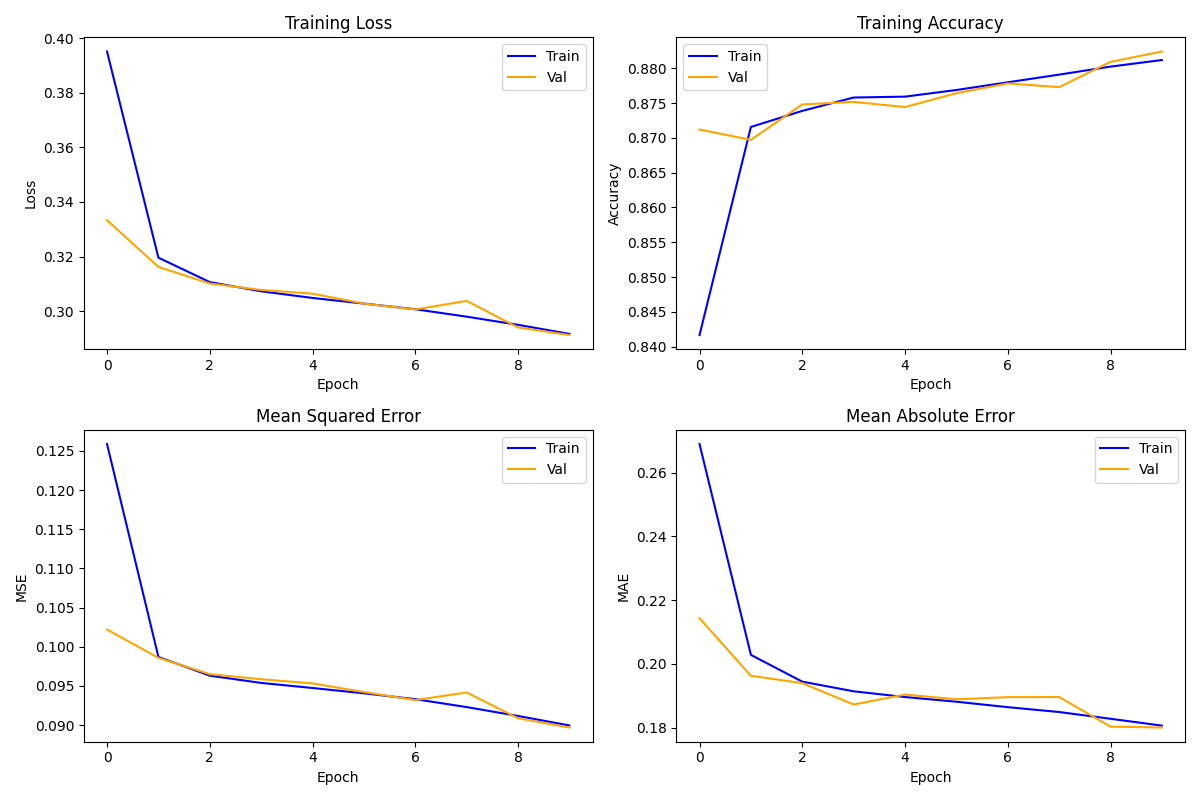 Training Loss
0.40
0.38
0.36
0.34
0.32
0.30
Loss
0 2 4 6 8
Epoch
Train
Val
Training Accuracy
0.880
0.875
0.870
0.865
0.860
0.855
0.850
0.845
0.840
Accuracy
0 2 4 6 8
Epoch
Train
Val
Mean Squared Error
0.125
0.120
0.115
0.110
0.105
0.100
0.095
0.090
MSE
0 2 4 6 8
Epoch
Train
Val
Mean Absolute Error
0.26
0.24
0.22
0.20
0.18
MAE
0 2 4 6 8
Epoch
Train
Val